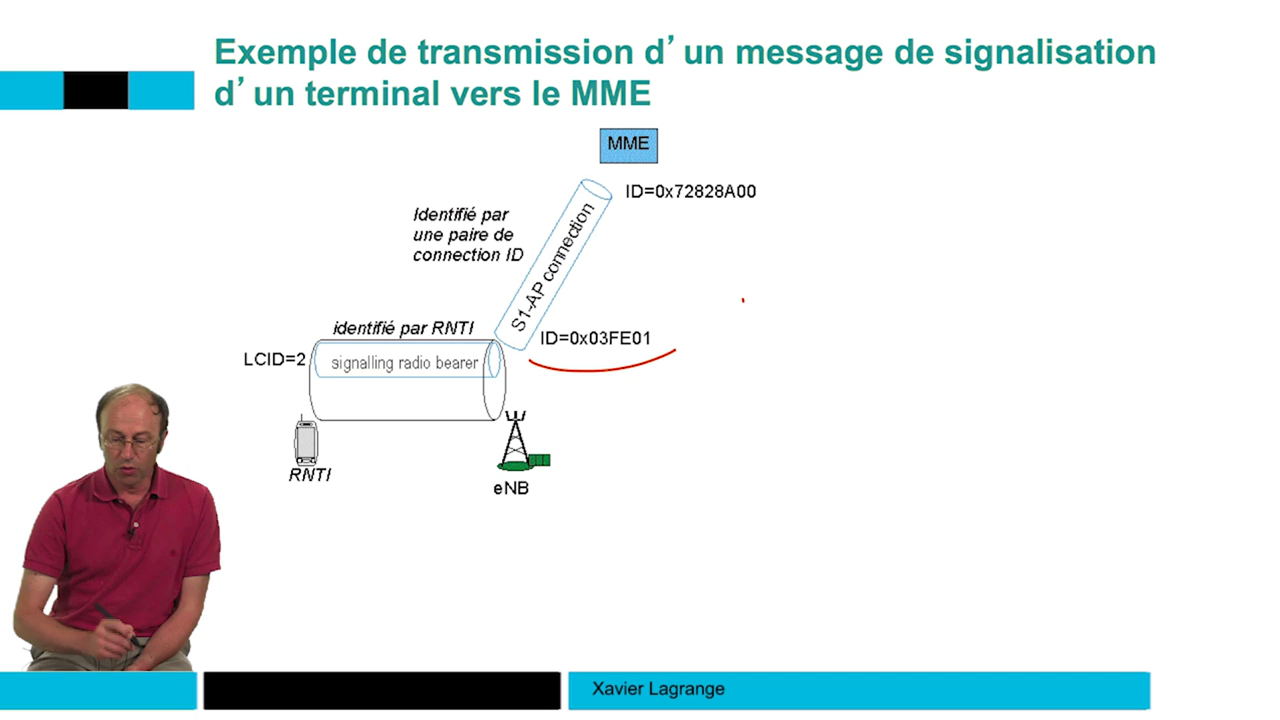 Exemple de transmission d’un message de signalisation
d’un terminal vers le MME
MME
ID=0x72828A00
Identifié par
une paire de
connection ID
S1-AP connection
identifié par RNTI
ID=0x03FE01
LCID=2
signalling radio bearer
RNTI
eNB
Xavier Lagrange